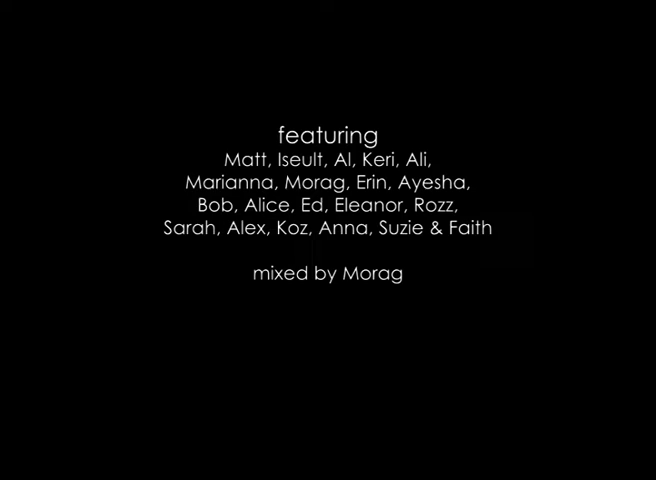 featuring
Matt, Iseult, Al, Keri, Ali,
Marianna, Morag, Erin, Ayesha,
Bob, Alice, Ed, Eleanor, Rozz,
Sarah, Alex, Koz, Anna, Suzie & Faith
mixed by Morag